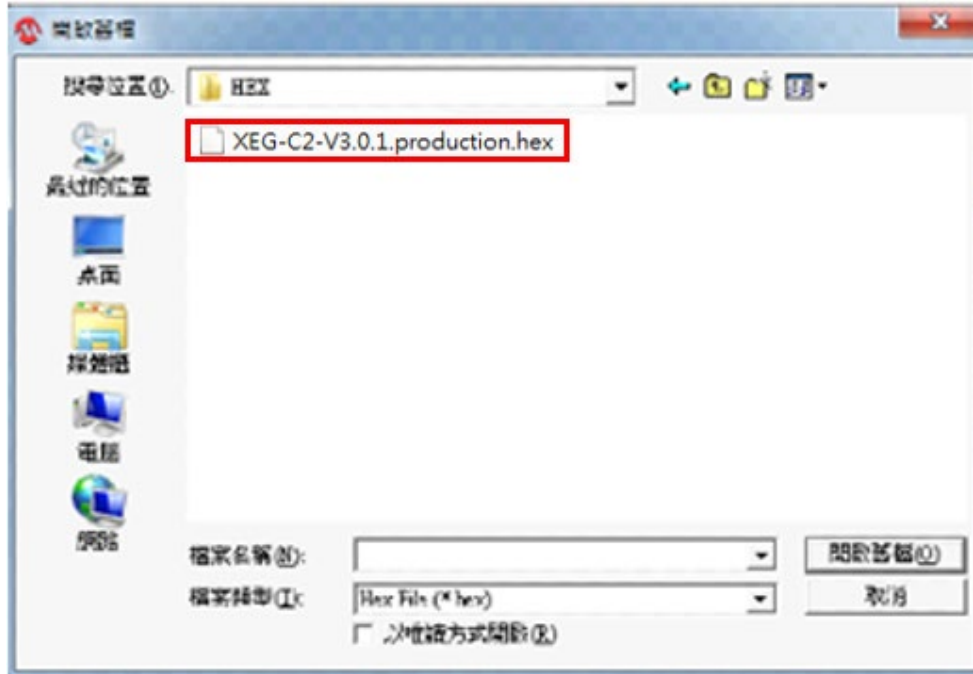 開啟舊檔
搜尋位置(I):
HEX
XEG-C2-V3.0.1.production.hex
最近的位置
桌面
媒體櫃
電腦
網路
檔案名稱(N):
開啟舊檔(O)
檔案類型(T):
Hex File (*.hex)
取消
以唯讀方式開啟(R)